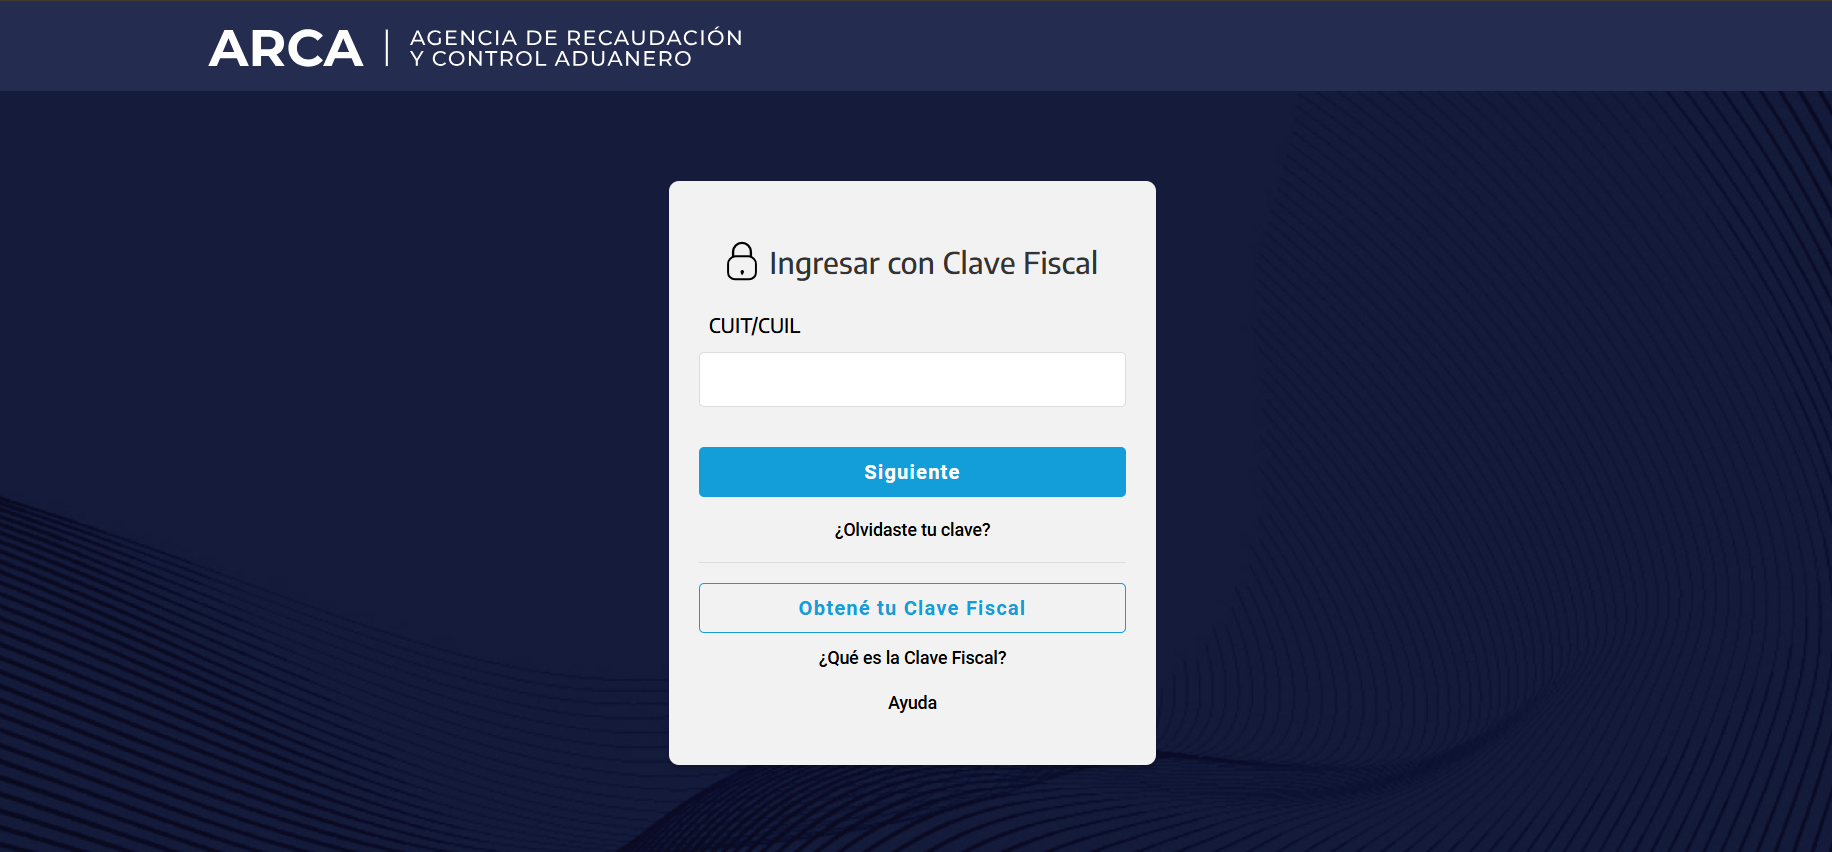 ARCA
AGENCIA DE RECAUDACIÓN
Y CONTROL ADUANERO
Ingresar con Clave Fiscal
CUIT/CUIL
Siguiente
¿Olvidaste tu clave?
Obtené tu Clave Fiscal
¿Qué es la Clave Fiscal?
Ayuda